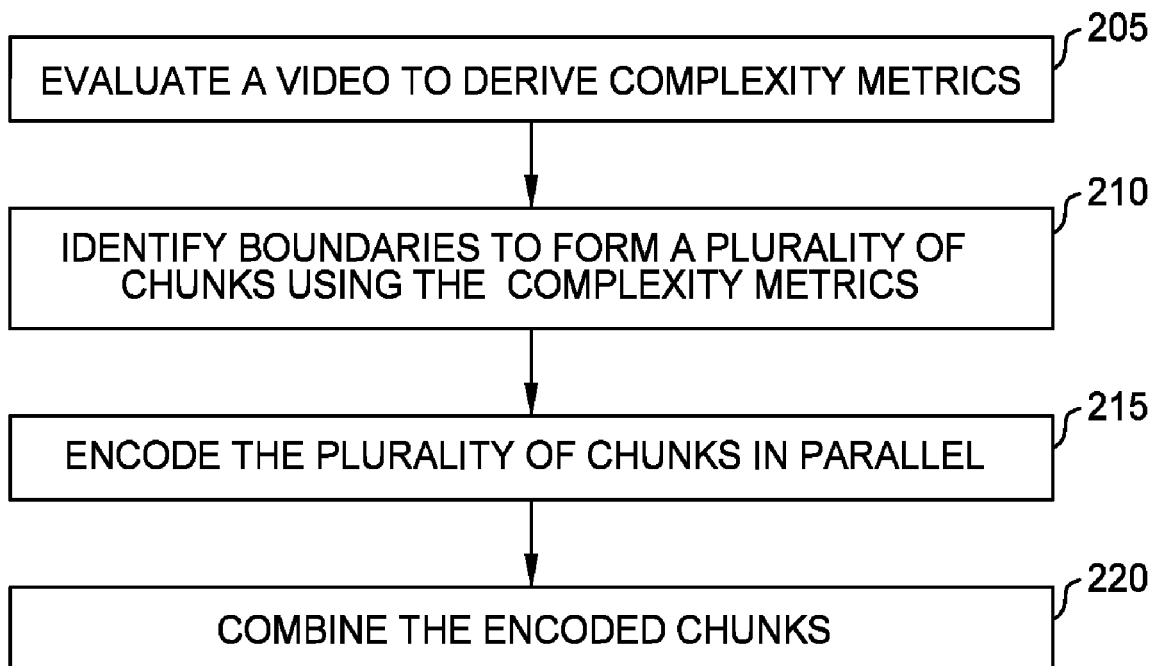 205
EVALUATE A VIDEO TO DERIVE COMPLEXITY METRICS
210
IDENTIFY BOUNDARIES TO FORM A PLURALITY OF
CHUNKS USING THE COMPLEXITY METRICS
215
ENCODE THE PLURALITY OF CHUNKS IN PARALLEL
220
COMBINE THE ENCODED CHUNKS